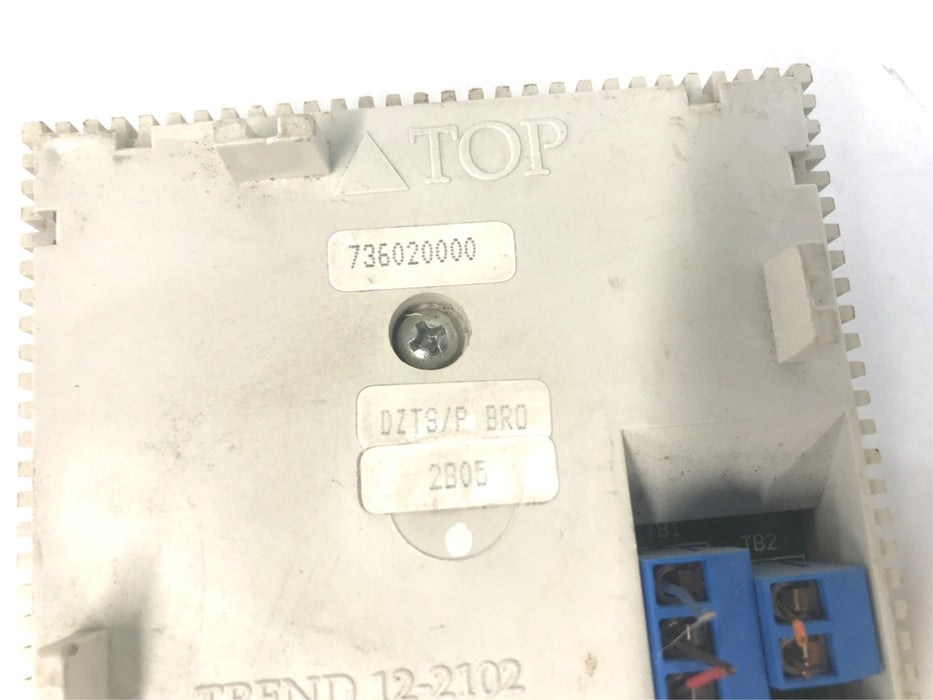 TOP
736020000
DZTS/P BRO
2B05
TB1
TB2
TREND 12-2102